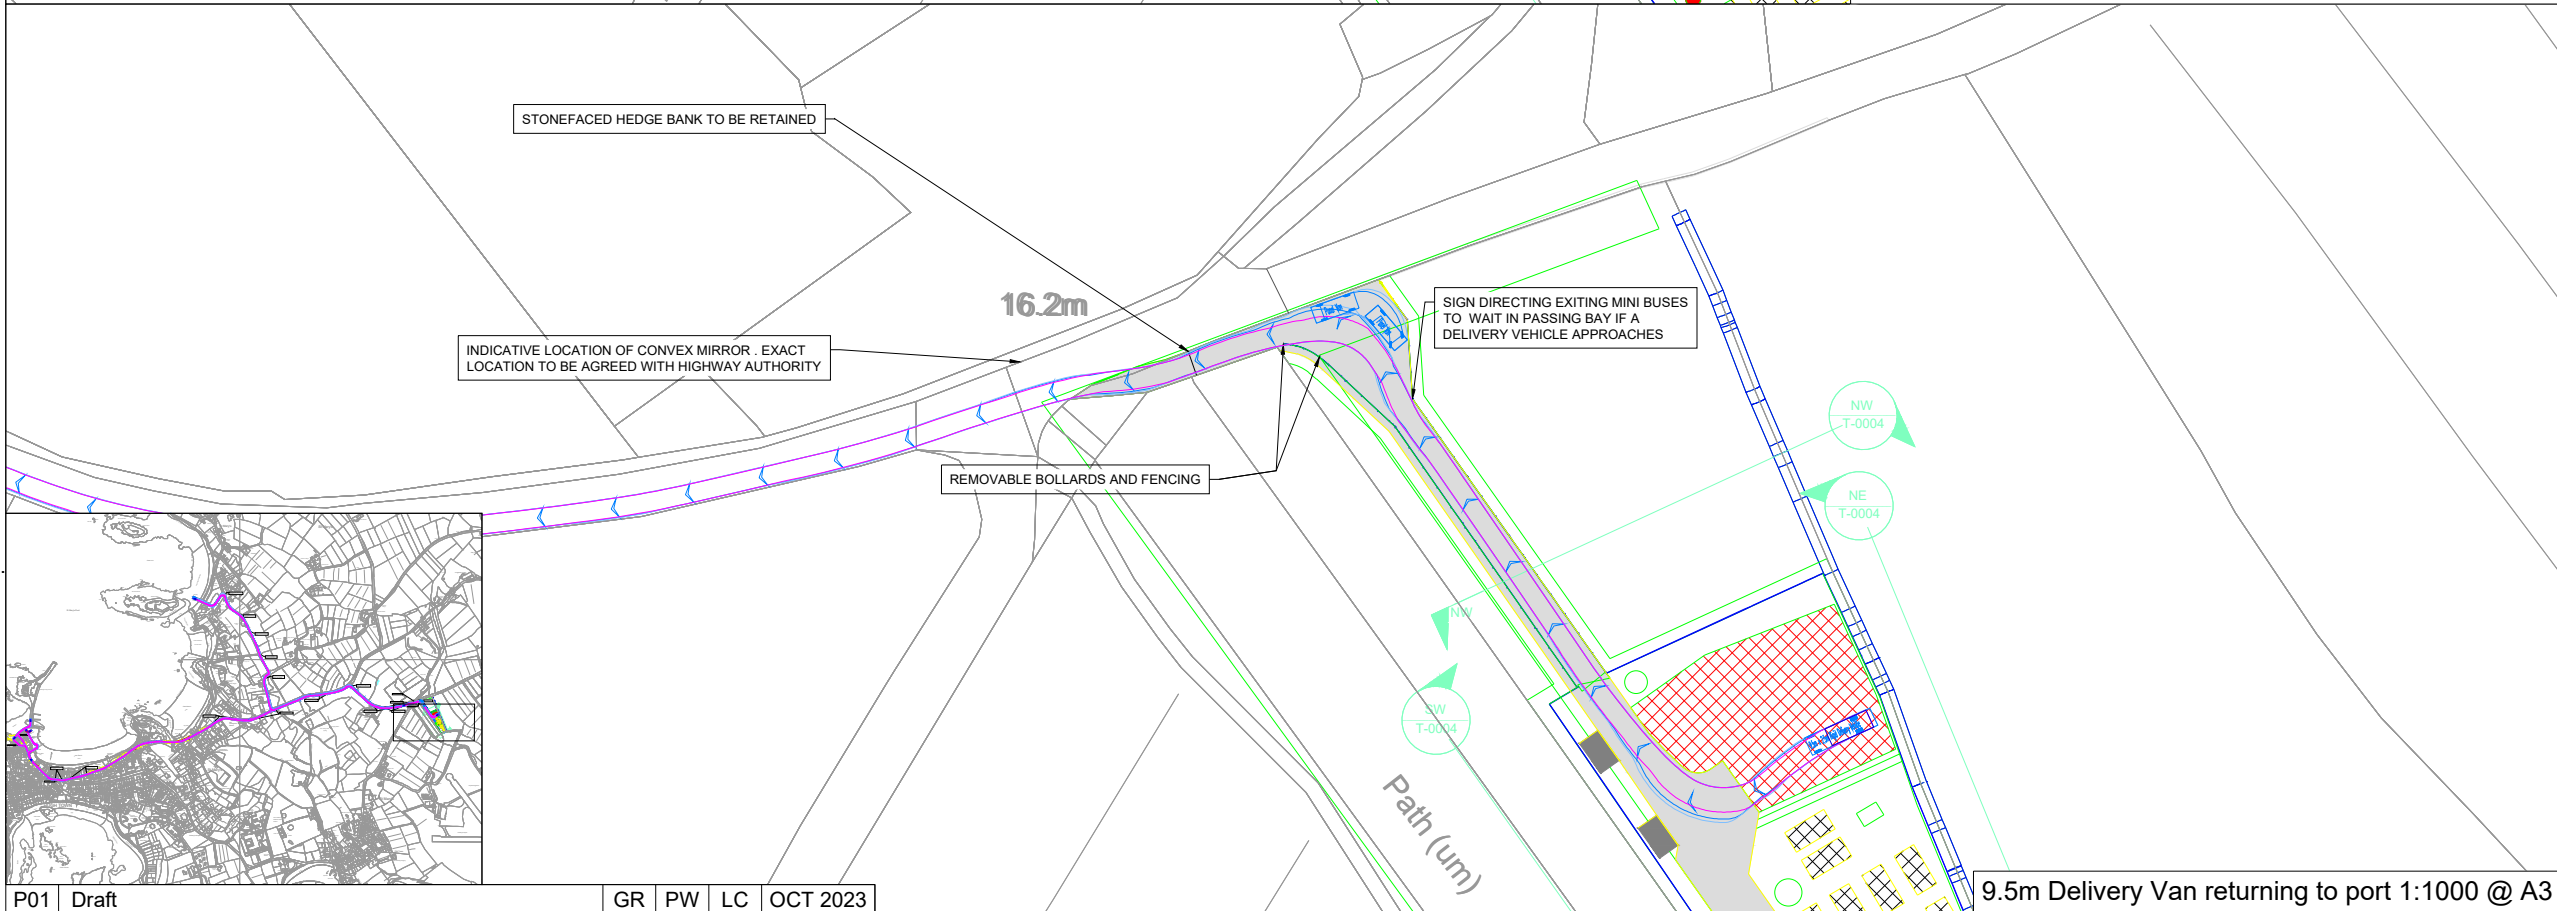 STONEFACED HEDGE BANK TO BE RETAINED
16.2m
SIGN DIRECTING EXITING MINI BUSES
TO WAIT IN PASSING BAY IF A
DELIVERY VEHICLE APPROACHES
INDICATIVE LOCATION OF CONVEX MIRROR . EXACT
LOCATION TO BE AGREED WITH HIGHWAY AUTHORITY
NW
T-0004
REMOVABLE BOLLARDS AND FENCING
NE
T-0004
NW
SW
T-0004
Path (um)
P01 Draft GR PW LC OCT 2023
9.5m Delivery Van returning to port 1:1000 @ A3